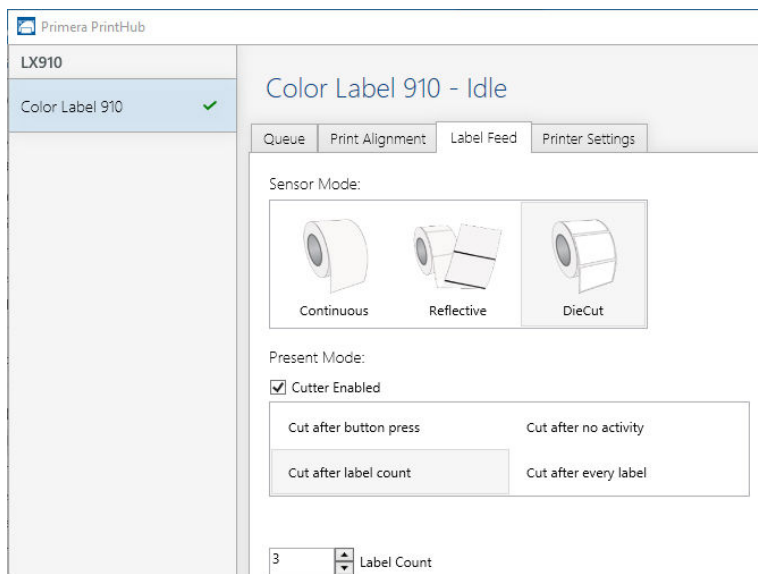 Primera PrintHub
LX910
Color Label 910
Color Label 910 - Idle
Queue Print Alignment Label Feed Printer Settings
Sensor Mode:
Continuous Reflective DieCut
Present Mode:
Cutter Enabled
Cut after button press Cut after no activity
Cut after label count Cut after every label
3 Label Count